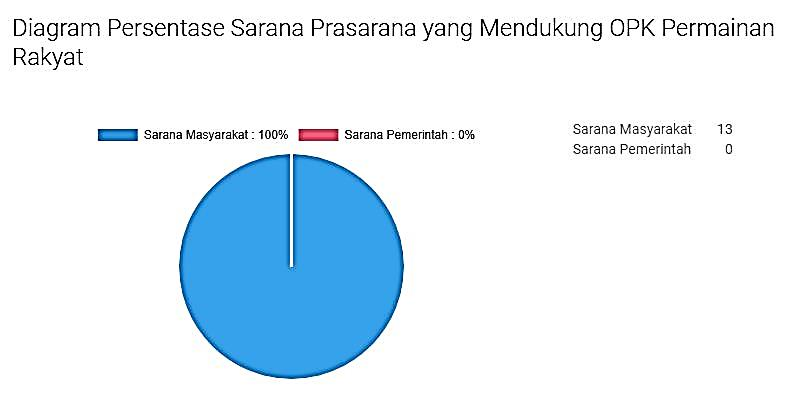 Diagram Persentase Sarana Prasarana yang Mendukung OPK Permainan
Rakyat
Sarana Masyarakat : 100% Sarana Pemerintah : 0%
Sarana Masyarakat 13
Sarana Pemerintah 0